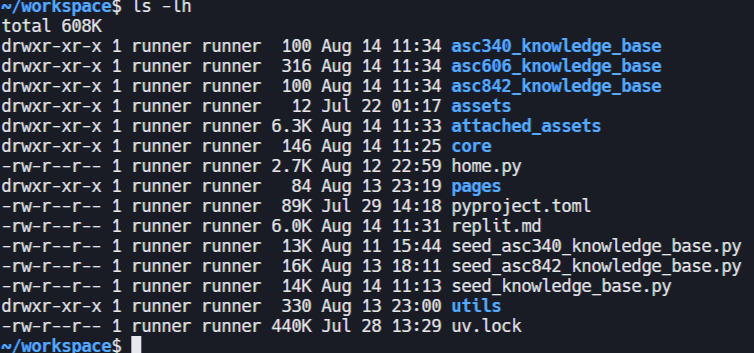 ~/workspace$ ls -lh
total 608K
drwxr-xr-x 1 runner runner  100 Aug 14 11:34 asc340_knowledge_base
drwxr-xr-x 1 runner runner  316 Aug 14 11:34 asc606_knowledge_base
drwxr-xr-x 1 runner runner  100 Aug 14 11:34 asc842_knowledge_base
drwxr-xr-x 1 runner runner   12 Jul 22 01:17 assets
drwxr-xr-x 1 runner runner 6.3K Aug 14 11:33 attached_assets
drwxr-xr-x 1 runner runner  146 Aug 14 11:25 core
-rw-r--r-- 1 runner runner 2.7K Aug 12 22:59 home.py
drwxr-xr-x 1 runner runner   84 Aug 13 23:19 pages
-rw-r--r-- 1 runner runner  89K Jul 29 14:18 pyproject.toml
-rw-r--r-- 1 runner runner 6.0K Aug 14 11:31 replit.md
-rw-r--r-- 1 runner runner  13K Aug 11 15:44 seed_asc340_knowledge_base.py
-rw-r--r-- 1 runner runner  16K Aug 13 18:11 seed_asc842_knowledge_base.py
-rw-r--r-- 1 runner runner  14K Aug 14 11:13 seed_knowledge_base.py
drwxr-xr-x 1 runner runner  330 Aug 13 23:00 utils
-rw-r--r-- 1 runner runner 440K Jul 28 13:29 uv.lock
~/workspace$